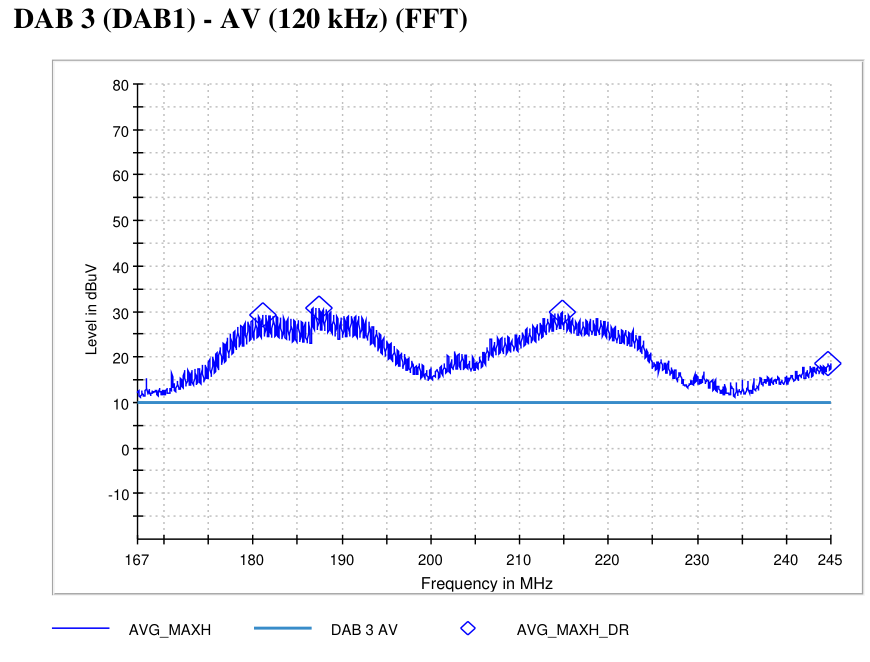 DAB 3 (DAB1) - AV (120 kHz) (FFT)
80
70
60
50
40
30
20
10
0
-10
Level in dBuV
167 180 190 200 210 220 230 240 245
Frequency in MHz
AVG_MAXH DAB 3 AV AVG_MAXH_DR